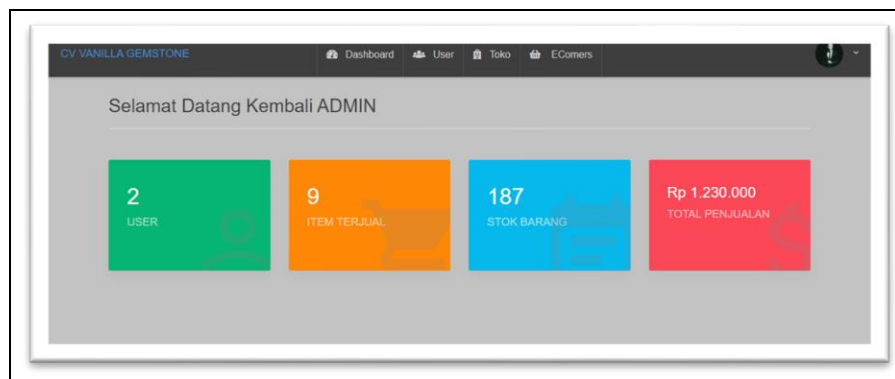 CV VANILLA GEMSTONE Dashboard User Toko EComers
Selamat Datang Kembali ADMIN
2
USER
9
ITEM TERJUAL
187
STOK BARANG
Rp 1.230.000
TOTAL PENJUALAN